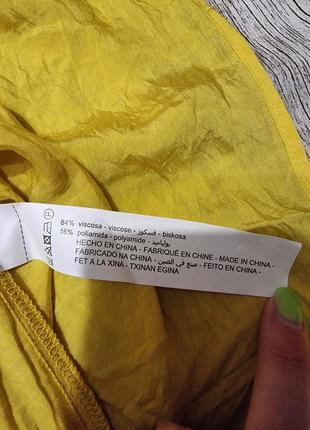 84% viscosa - viscose - فسكوز - biskosa
16% poliamida - polyamide - بولياميد
HECHO EN CHINA - FABRIQUÉ EN CHINE - MADE IN CHINA -
FABRICADO NA CHINA - صنع في الصين - FEITO EN CHINA -
FET A LA XINA - TXINAN EGINA